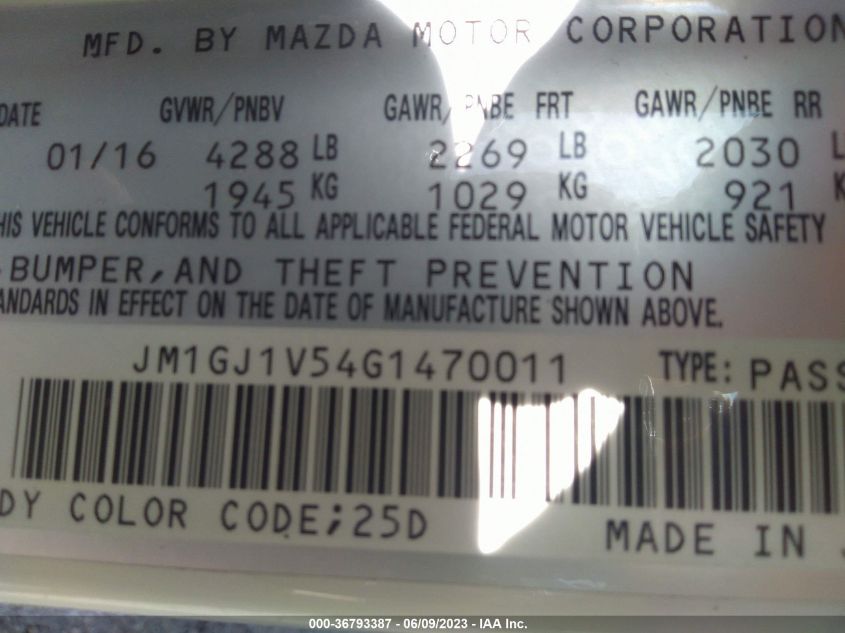 MFD. BY MAZDA MOTOR CORPORATION
DATE GVWR/PNBV GAWR/PNBE FRT GAWR/PNBE RR
01/16 4288 LB 2269 LB 2030 L
1945 KG 1029 KG 921 K
HIS VEHICLE CONFORMS TO ALL APPLICABLE FEDERAL MOTOR VEHICLE SAFETY
BUMPER, AND THEFT PREVENTION
ANDARDS IN EFFECT ON THE DATE OF MANUFACTURE SHOWN ABOVE.
JM1GJ1V54G1470011 TYPE: PASS
DY COLOR CODE;25D
MADE IN
000-36793387 - 06/09/2023 - IAA Inc.